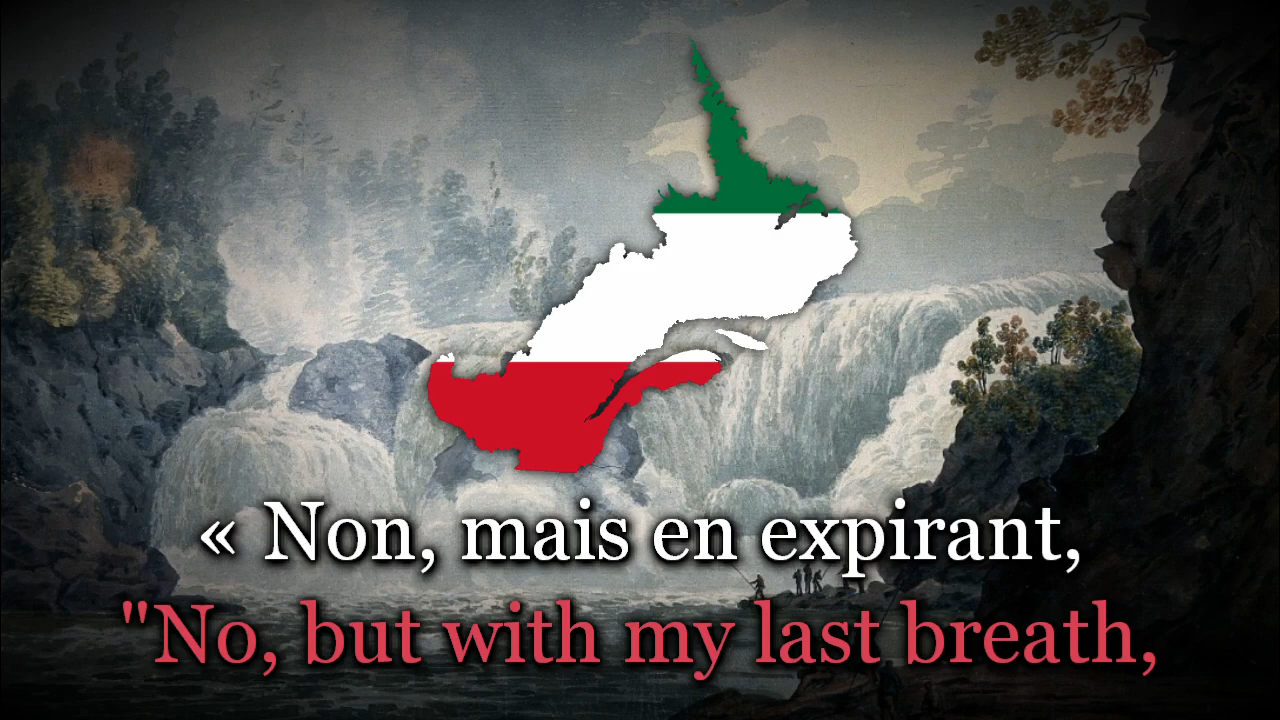 « Non, mais en expirant,
"No, but with my last breath,